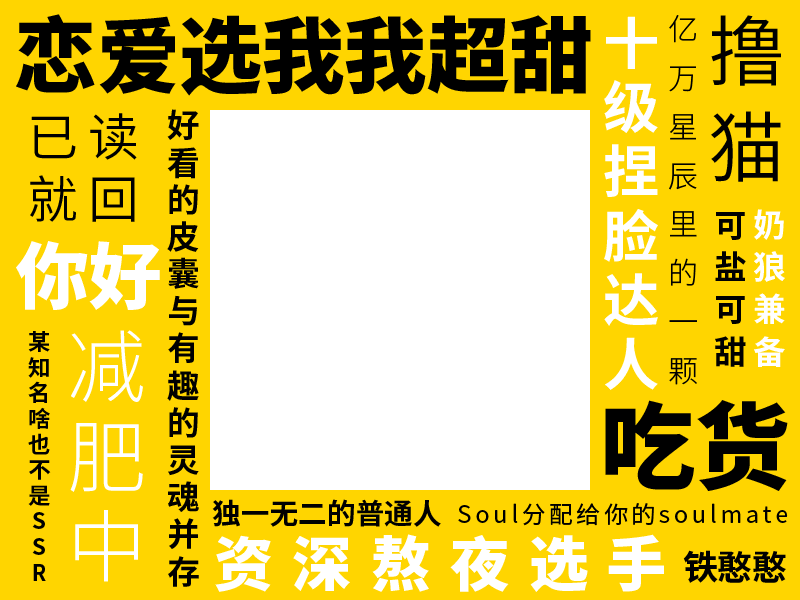 恋爱选我我超甜
已读
就回
你好
某知名啥也不是SSR
减肥中
好看的皮囊与有趣的灵魂并存
十级捏脸达人
亿万星辰里的一颗
撸猫
可盐可甜
奶狼兼备
吃货
独一无二的普通人
Soul分配给你的soulmate
资深熬夜选手
铁憨憨